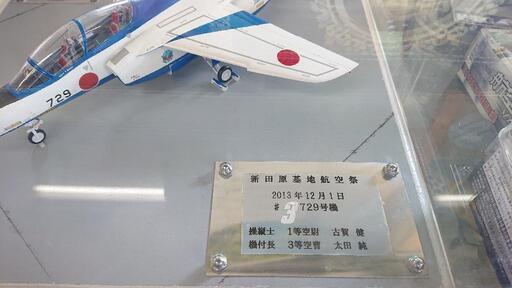 729
新田原基地航空祭
2013年12月1日
#3 729号機
操縦士 1等空尉 古賀 健
機付長 3等空曹 太田 純